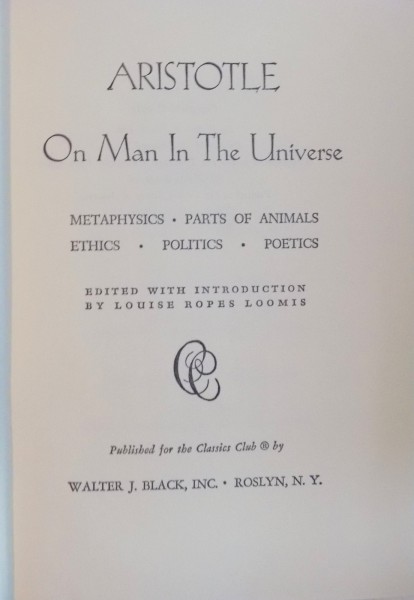 ARISTOTLE
On Man In The Universe
METAPHYSICS • PARTS OF ANIMALS
ETHICS • POLITICS • POETICS
EDITED WITH INTRODUCTION
BY LOUISE ROPES LOOMIS
CC
Published for the Classics Club ® by
WALTER J. BLACK, INC. • ROSLYN, N. Y.